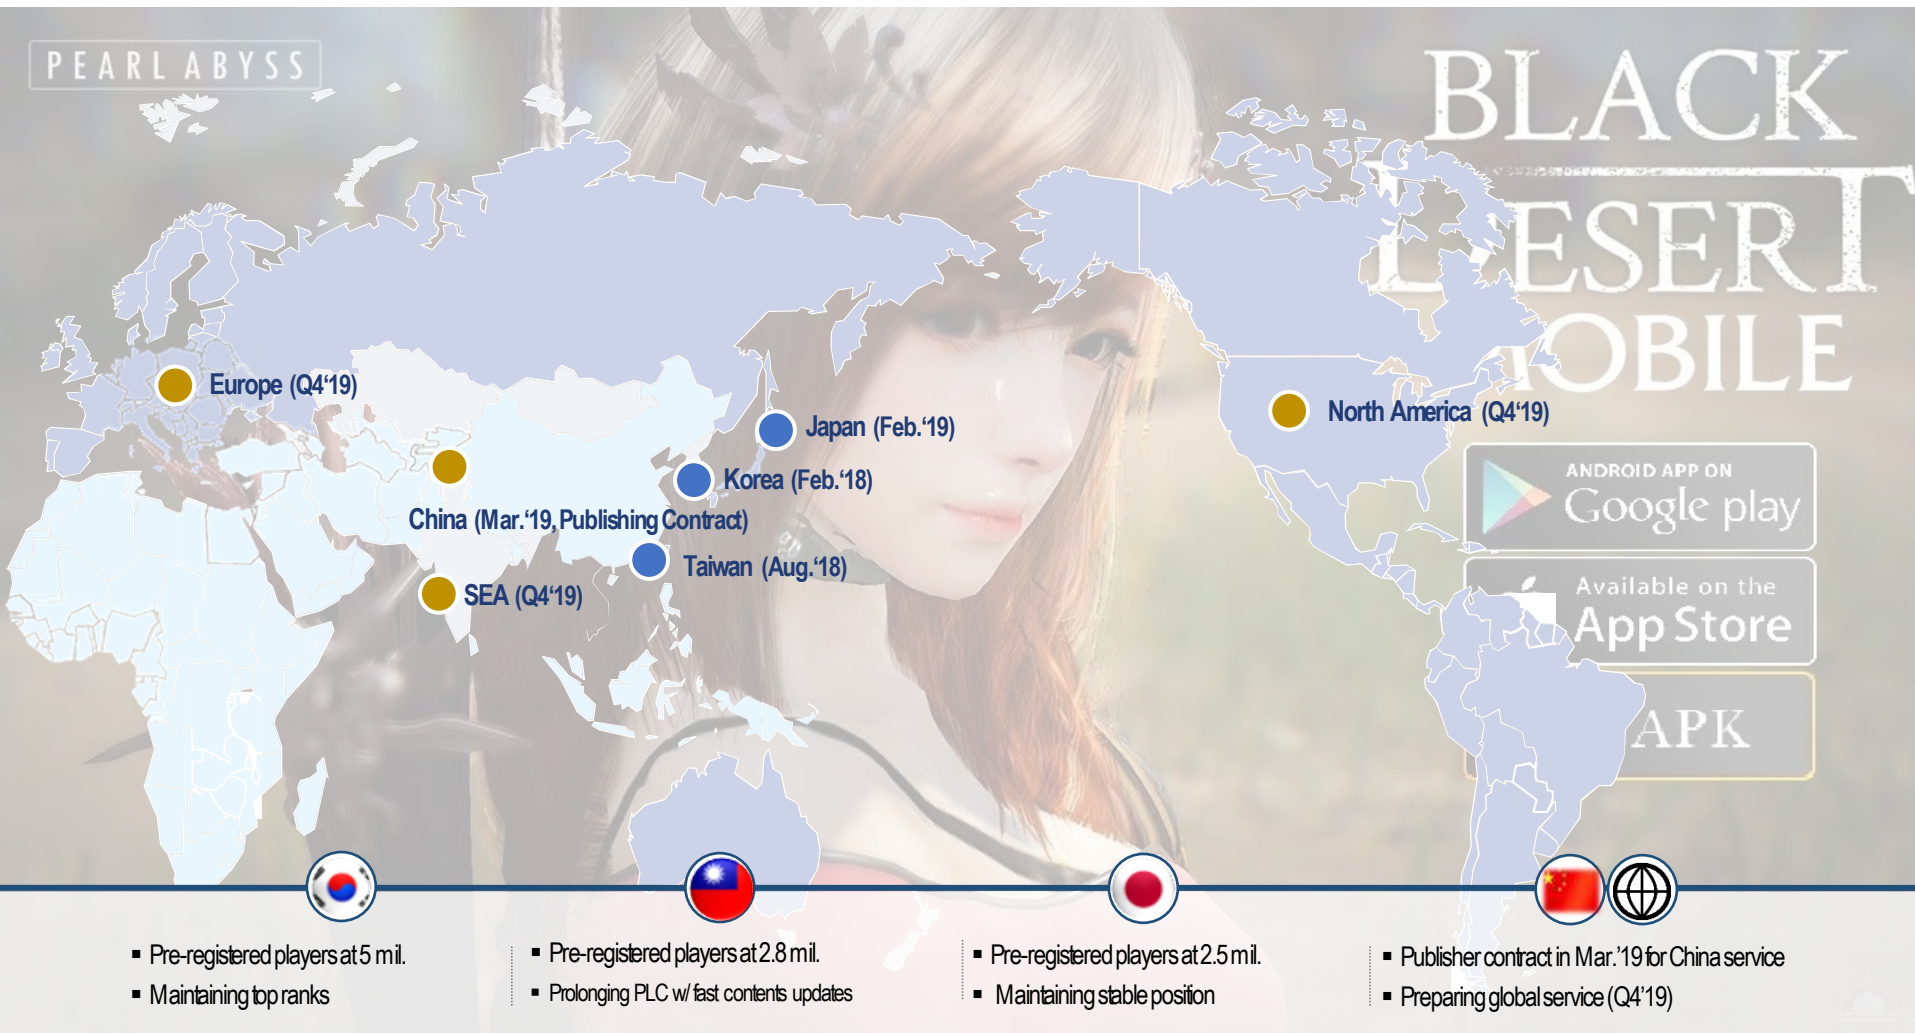 PEARL ABYSS
BLACK
DESERT
MOBILE
Europe (Q4‘19)
North America (Q4‘19)
Japan (Feb.‘19)
Korea (Feb.‘18)
China (Mar.‘19, Publishing Contract)
Taiwan (Aug.‘18)
SEA (Q4‘19)
ANDROID APP ON
Google play
Available on the
App Store
APK
▪ Pre-registered players at 5 mil.
▪ Maintaining top ranks
▪ Pre-registered players at 2.8 mil.
▪ Prolonging PLC w/ fast contents updates
▪ Pre-registered players at 2.5 mil.
▪ Maintaining stable position
▪ Publisher contract in Mar.’19 for China service
▪ Preparing global service (Q4’19)